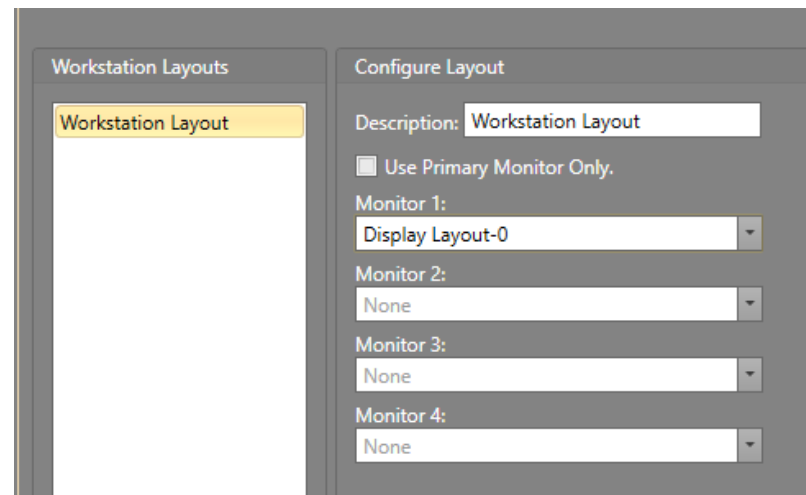 Workstation Layouts
Workstation Layout
Configure Layout
Description: Workstation Layout
Use Primary Monitor Only.
Monitor 1:
Display Layout-0
Monitor 2:
None
Monitor 3:
None
Monitor 4:
None